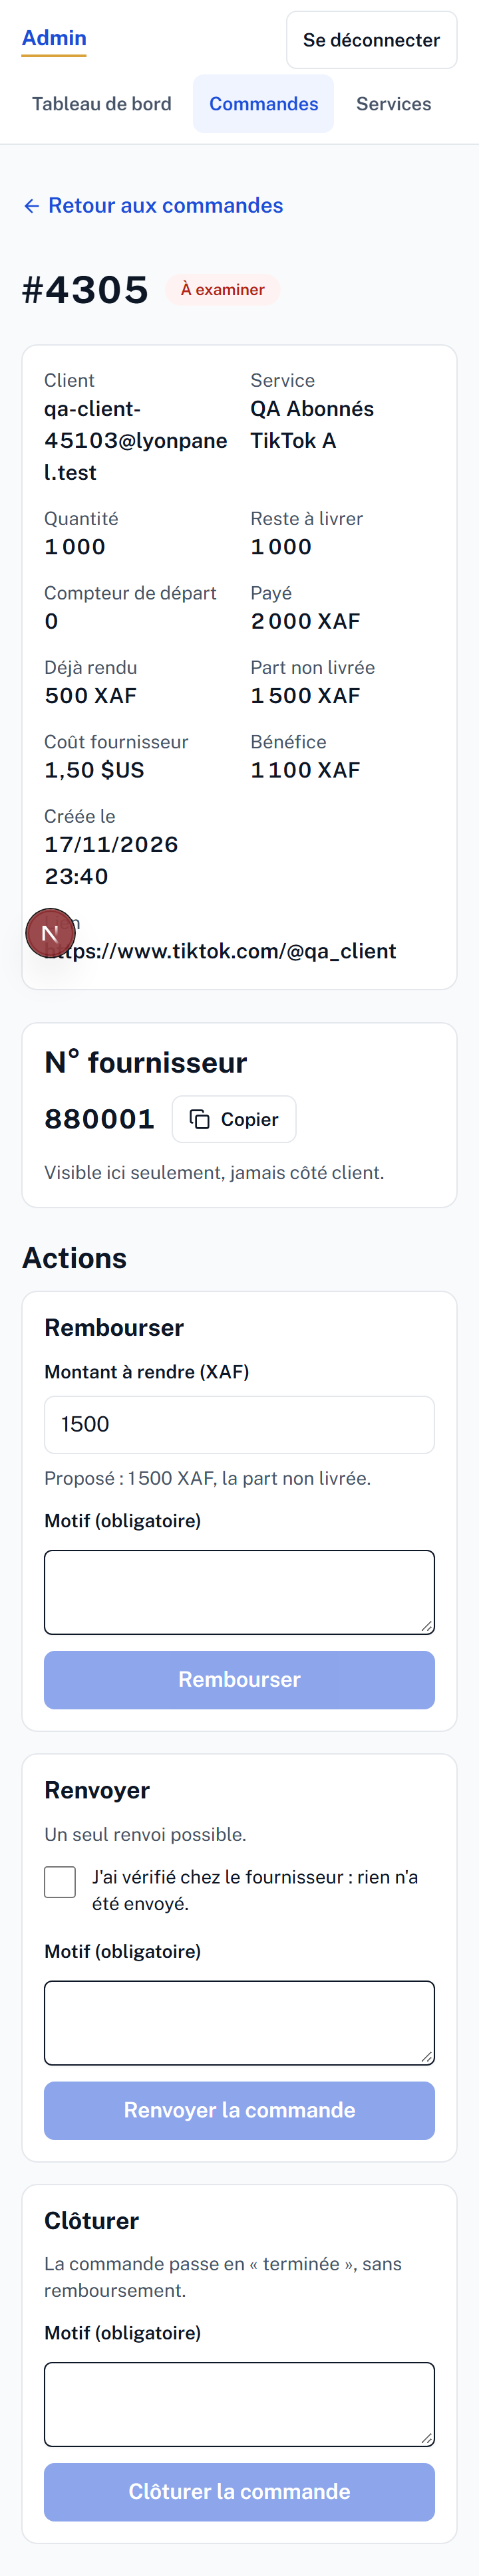 Admin
Se déconnecter
Tableau de bord
Commandes
Services
← Retour aux commandes
#4305
À examiner
Client
qa-client-
45103@lyonpane
l.test
Service
QA Abonnés
TikTok A
Quantité
1 000
Reste à livrer
1 000
Compteur de départ
0
Payé
2 000 XAF
Déjà rendu
500 XAF
Part non livrée
1 500 XAF
Coût fournisseur
1,50 $US
Bénéfice
1 100 XAF
Créée le
17/11/2026
23:40
N
https://www.tiktok.com/@qa_client
N° fournisseur
880001
Copier
Visible ici seulement, jamais côté client.
Actions
Rembourser
Montant à rendre (XAF)
1500
Proposé : 1 500 XAF, la part non livrée.
Motif (obligatoire)
Rembourser
Renvoyer
Un seul renvoi possible.
J'ai vérifié chez le fournisseur : rien n'a
été envoyé.
Motif (obligatoire)
Renvoyer la commande
Clôturer
La commande passe en « terminée », sans
remboursement.
Motif (obligatoire)
Clôturer la commande